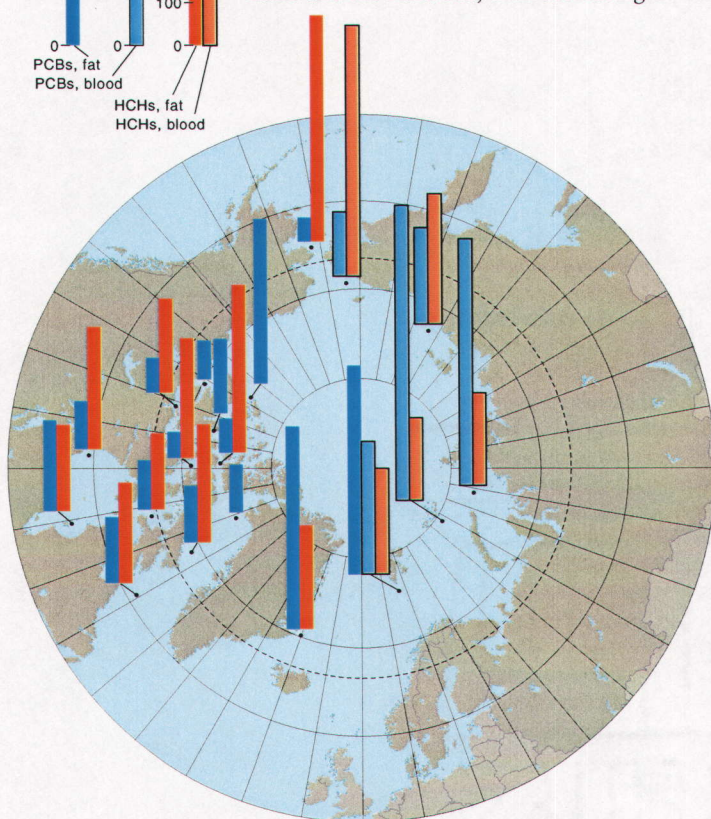 100
0 0 0
PCBs, fat
PCBs, blood
HCHs, fat
HCHs, blood